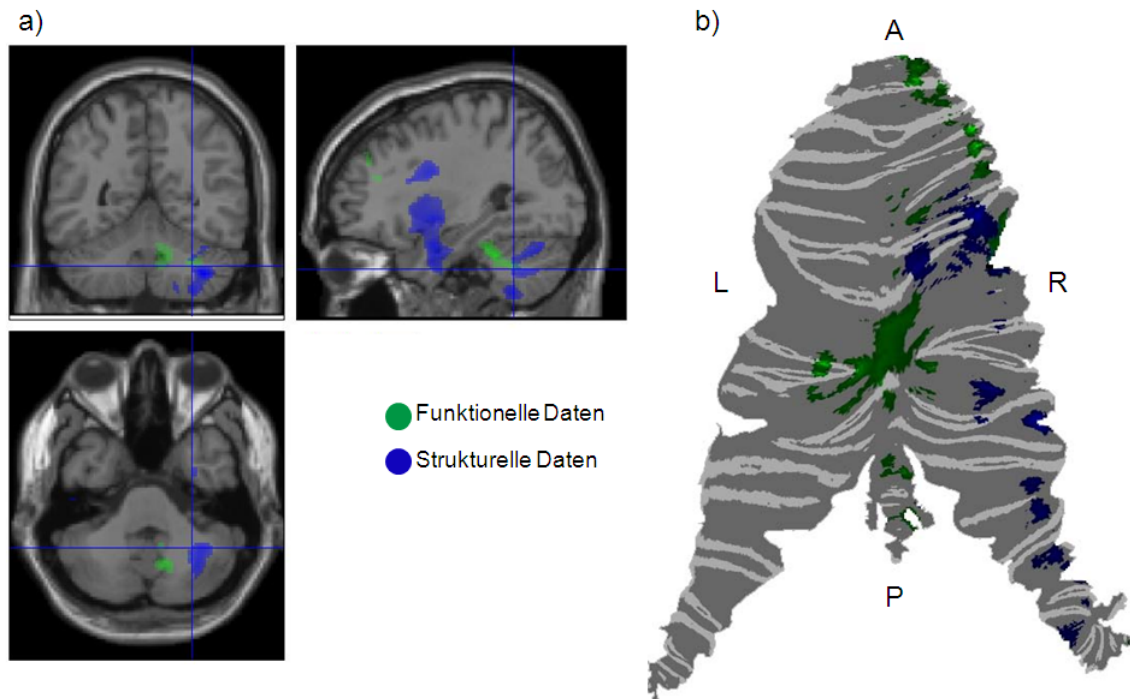 a)
b)
A
L
R
Funktionelle Daten
Strukturelle Daten
P